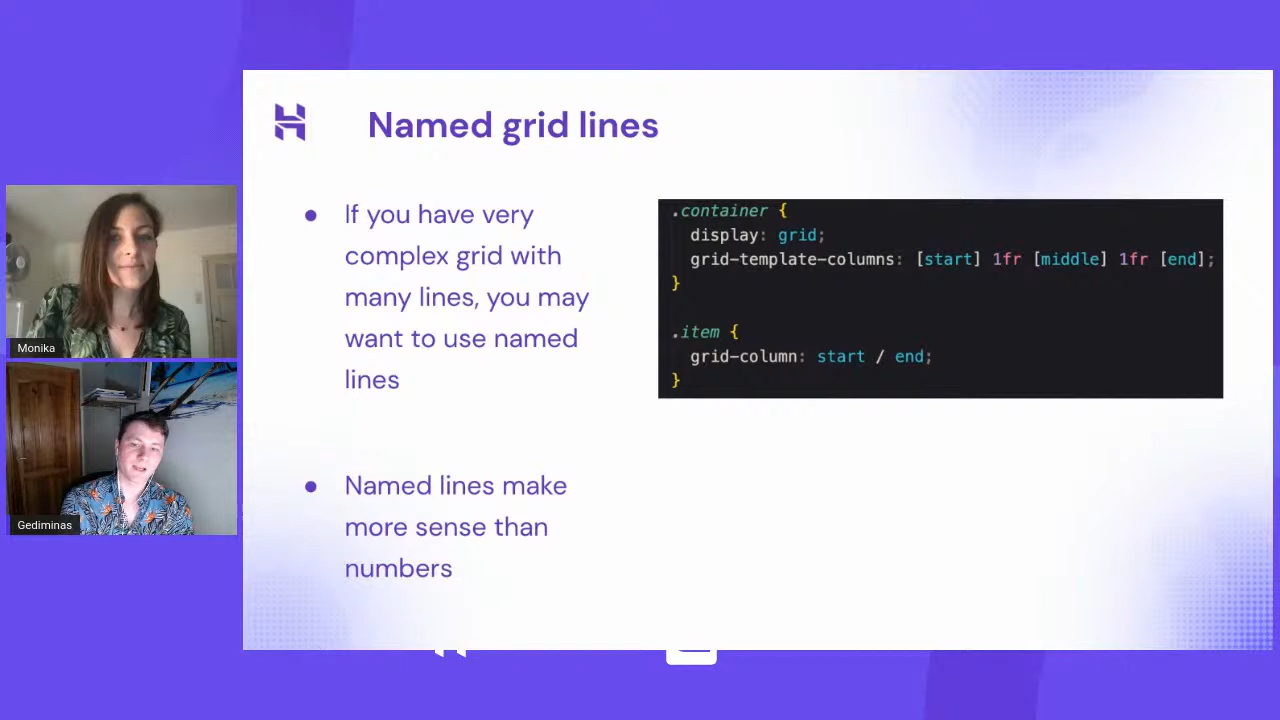 Named grid lines
● If you have very
complex grid with
many lines, you may
want to use named
lines
● Named lines make
more sense than
numbers
.container {
display: grid;
grid-template-columns: [start] 1fr [middle] 1fr [end];
}
.item {
grid-column: start / end;
}
Monika
Gediminas